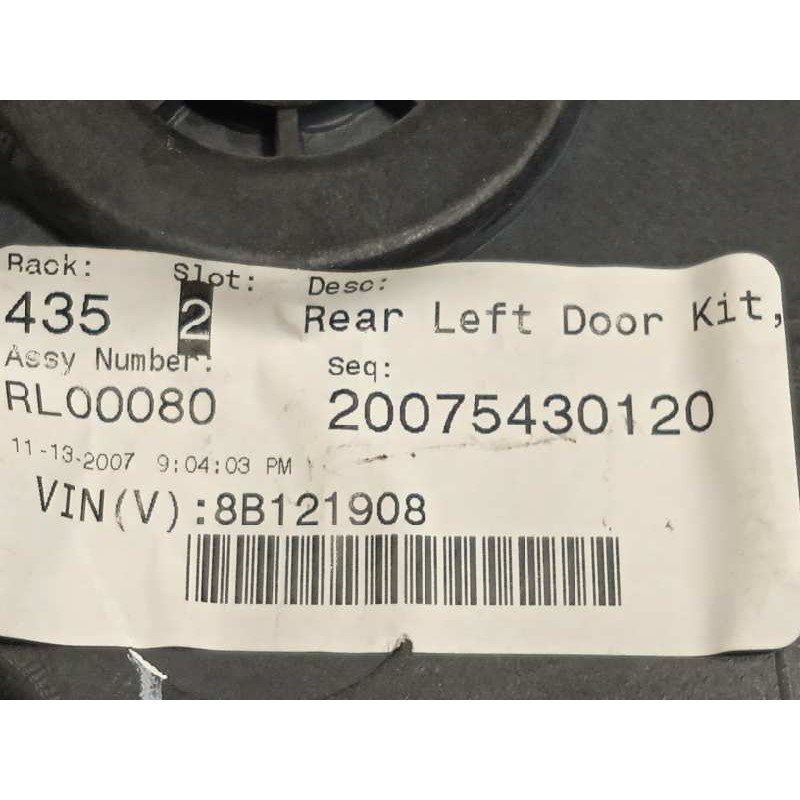 Rack: Slot: Desc:
435 2 Rear Left Door Kit,
Assy Number: Seq:
RL00080 20075430120
11-13-2007 9:04:03 PM
VIN(V):8B121908